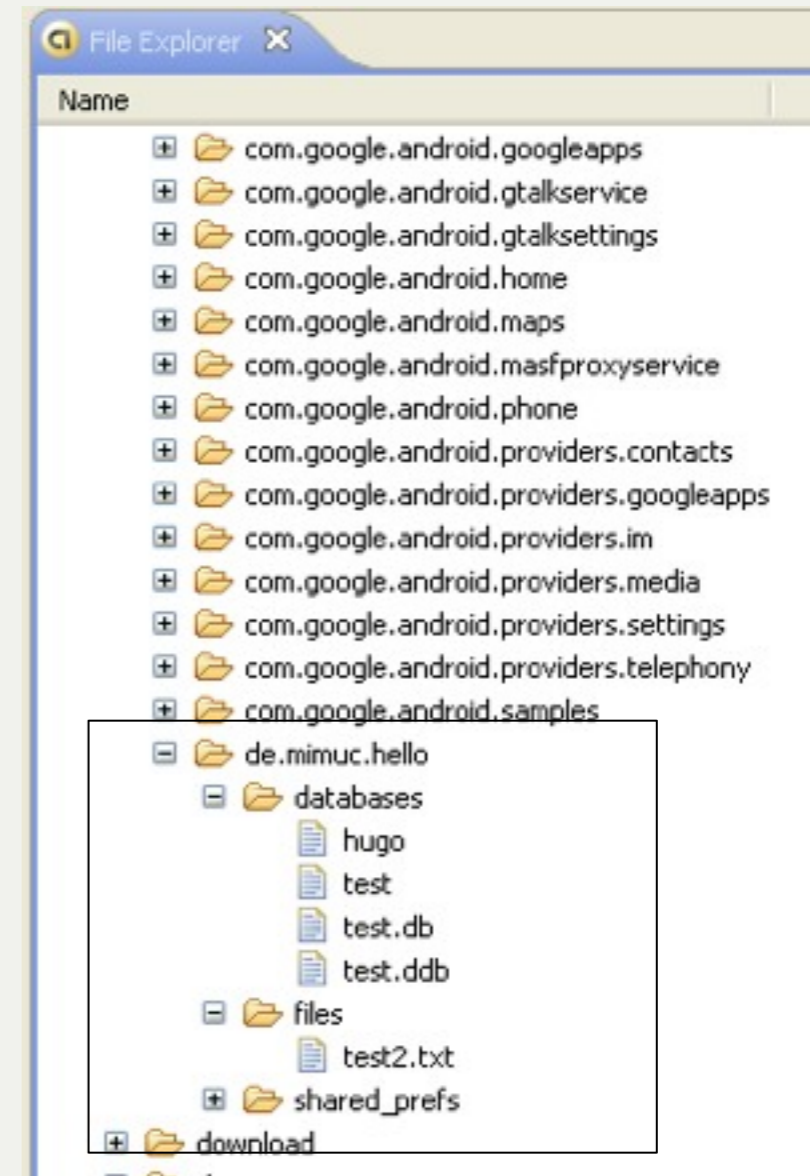 File Explorer
Name
com.google.android.googleapps
com.google.android.gtalkservice
com.google.android.gtalksettings
com.google.android.home
com.google.android.maps
com.google.android.masfproxyservice
com.google.android.phone
com.google.android.providers.contacts
com.google.android.providers.googleapps
com.google.android.providers.im
com.google.android.providers.media
com.google.android.providers.settings
com.google.android.providers.telephony
com.google.android.samples
de.mimuc.hello
databases
hugo
test
test.db
test.ddb
files
test2.txt
shared_prefs
download